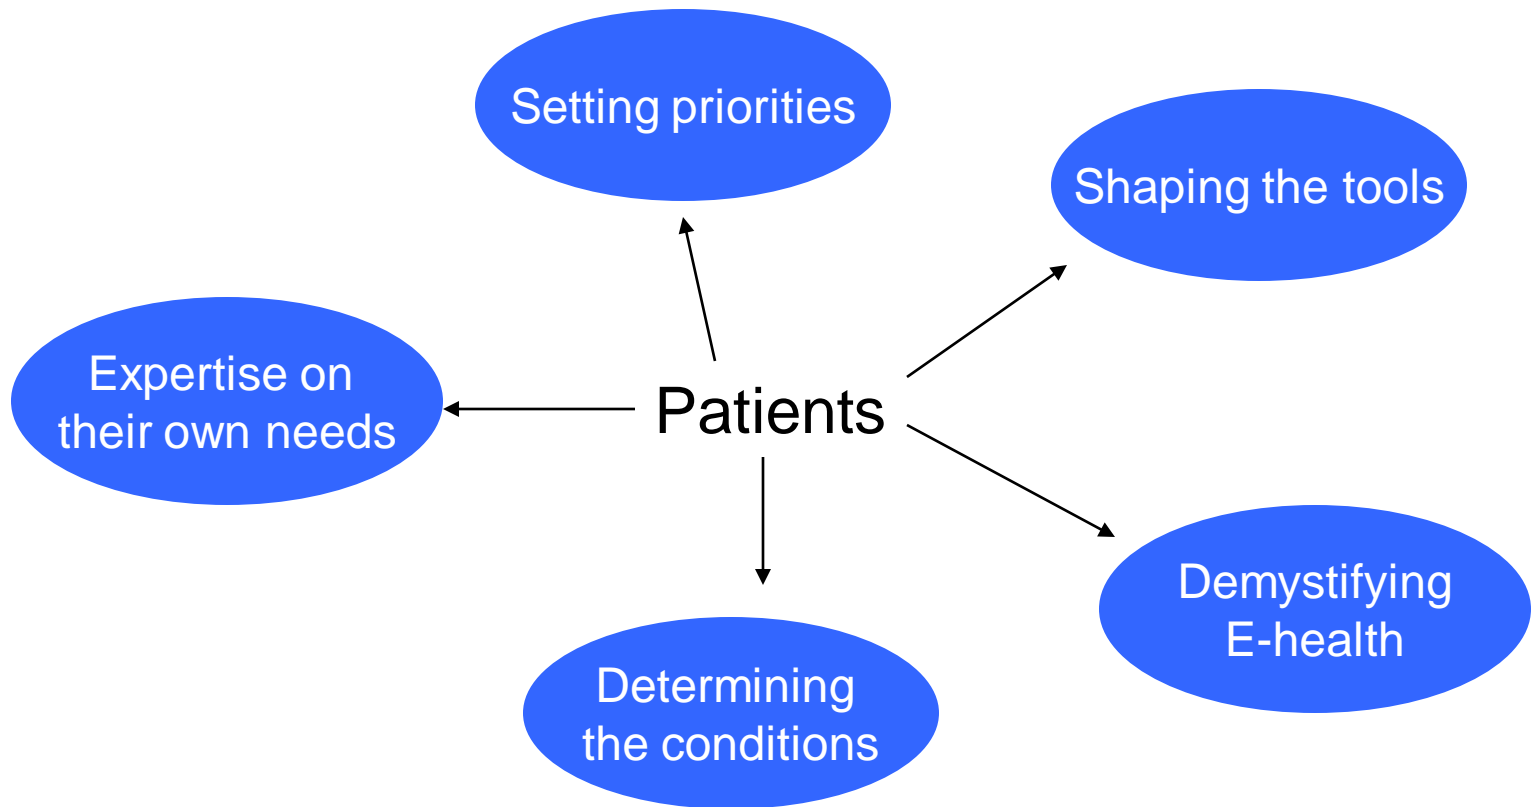 Setting priorities
Shaping the tools
Expertise on
their own needs
Patients
Demystifying
E-health
Determining
the conditions